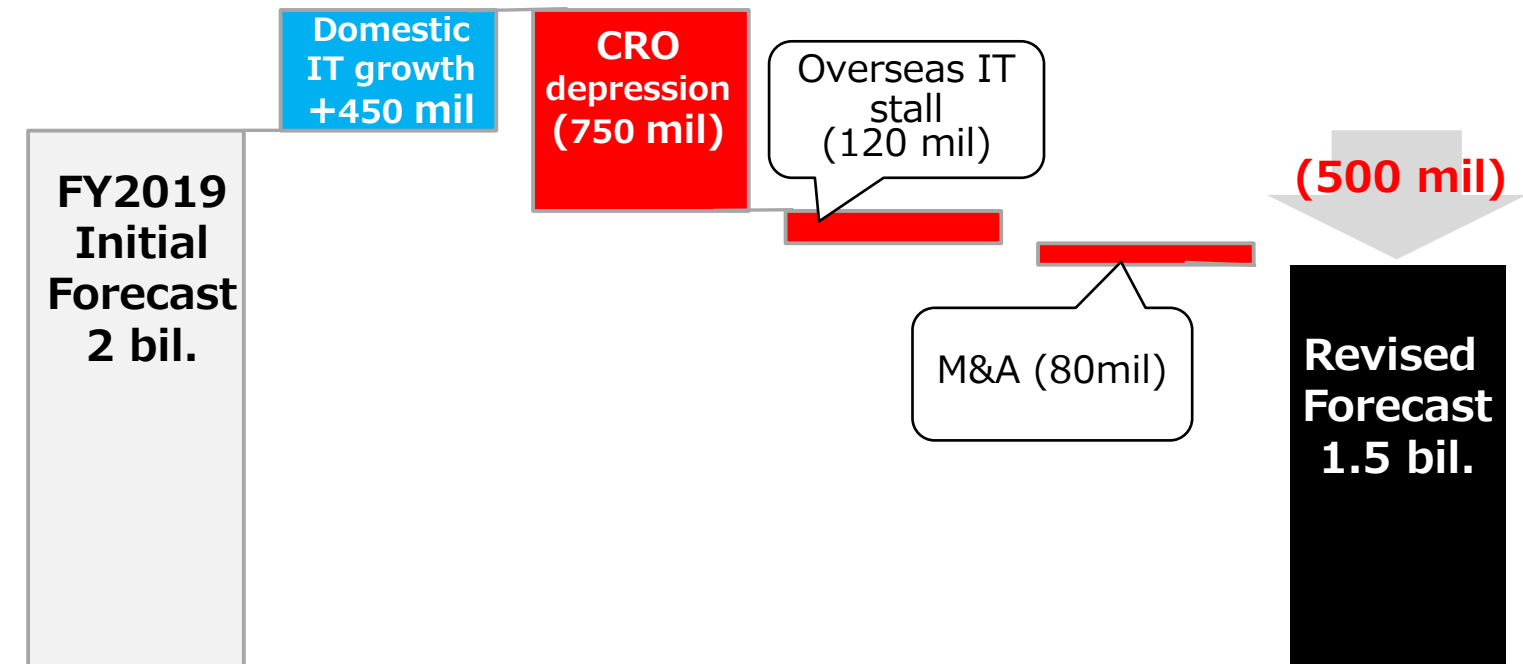 Domestic
IT growth
+450 mil
CRO
depression
(750 mil)
Overseas IT
stall
(120 mil)
(500 mil)
FY2019
Initial
Forecast
2 bil.
M&A (80mil)
Revised
Forecast
1.5 bil.